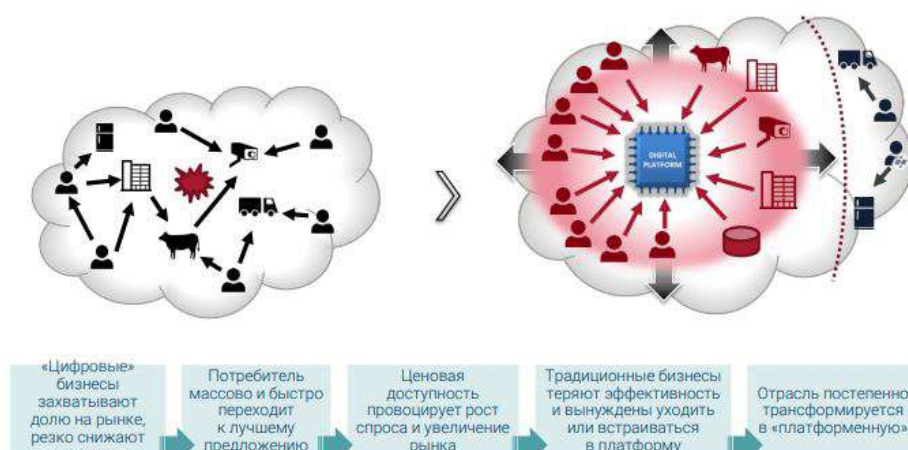 DIGITAL
PLATFORM
«Цифровые»
бизнесы
захватывают
долю на рынке,
резко снижают
Потребитель
массово и быстро
переходит
к лучшему
предложению
Ценовая
доступность
провоцирует рост
спроса и увеличение
рынка
Традиционные бизнесы
теряют эффективность
и вынуждены уходить
или встраиваться
в платформу
Отрасль постепенно
трансформируется
в «платформенную»